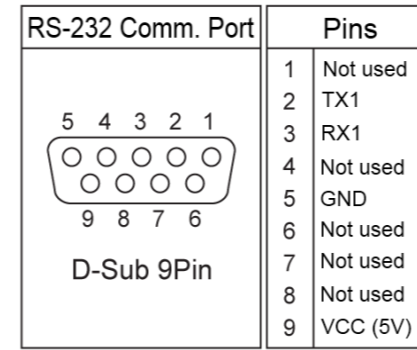 RS-232 Comm. Port
Pins
5 4 3 2 1
9 8 7 6
D-Sub 9Pin
1 Not used
2 TX1
3 RX1
4 Not used
5 GND
6 Not used
7 Not used
8 Not used
9 VCC (5V)